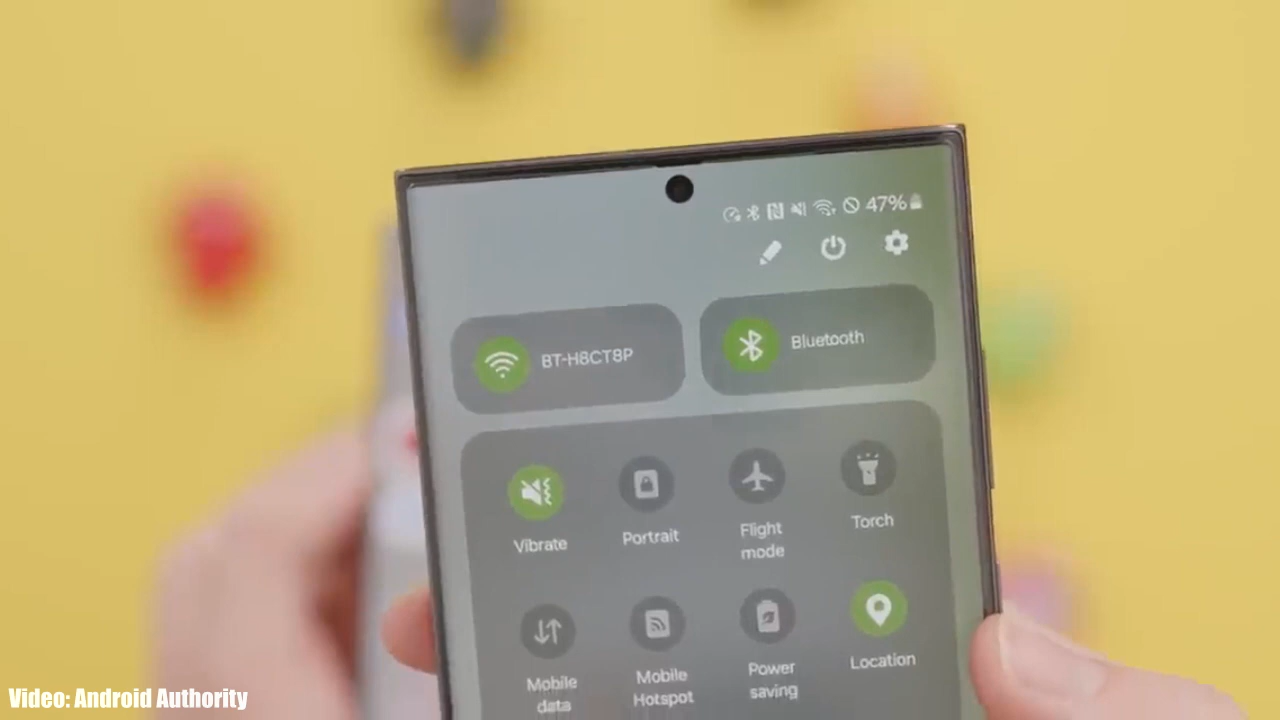 47%
BT-H8CT8P
Bluetooth
Vibrate
Portrait
Flight
mode
Torch
Mobile
data
Mobile
Hotspot
Power
saving
Location
Video: Android Authority